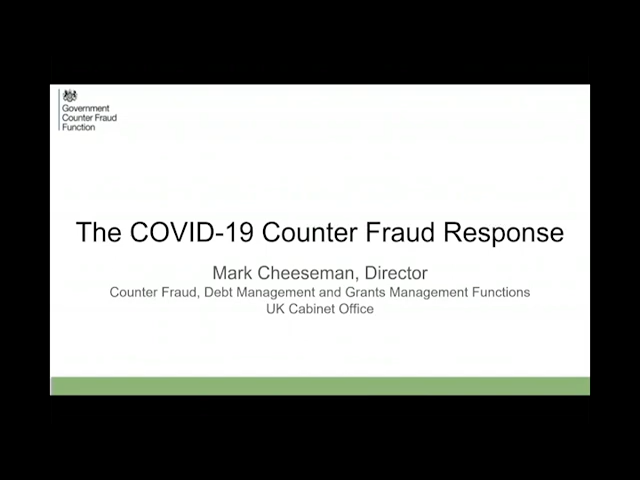 Government
Counter Fraud
Function
The COVID-19 Counter Fraud Response
Mark Cheeseman, Director
Counter Fraud, Debt Management and Grants Management Functions
UK Cabinet Office